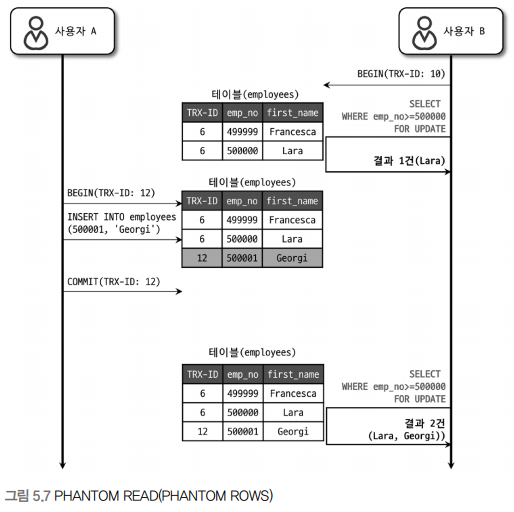 사용자 A
사용자 B
BEGIN(TRX-ID: 10)
테이블(employees)
TRX-ID emp_no first_name
6 499999 Francesca
6 500000 Lara
SELECT
WHERE emp_no>=500000
FOR UPDATE
결과 1건(Lara)
BEGIN(TRX-ID: 12)
INSERT INTO employees
(500001, 'Georgi')
테이블(employees)
TRX-ID emp_no first_name
6 499999 Francesca
6 500000 Lara
12 500001 Georgi
COMMIT(TRX-ID: 12)
테이블(employees)
TRX-ID emp_no first_name
6 499999 Francesca
6 500000 Lara
12 500001 Georgi
SELECT
WHERE emp_no>=500000
FOR UPDATE
결과 2건
(Lara, Georgi))
그림 5.7 PHANTOM READ(PHANTOM ROWS)